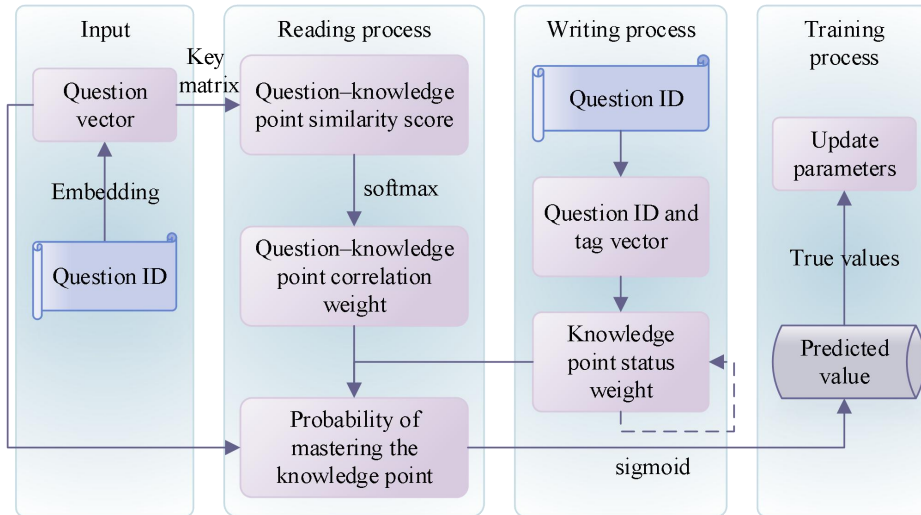 Input
Question
vector
Embedding
Question ID
Key
matrix
Reading process
Question–knowledge
point similarity score
softmax
Question–knowledge
point correlation
weight
Probability of
mastering the
knowledge point
Writing process
Question ID
Question ID and
tag vector
Knowledge
point status
weight
sigmoid
Training
process
Update
parameters
True values
Predicted
value